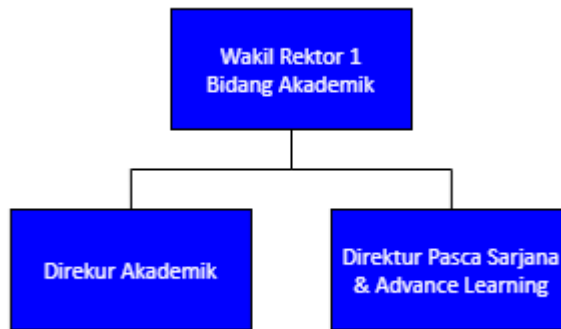 Wakil Rektor 1
Bidang Akademik
Direkur Akademik
Direktur Pasca Sarjana
& Advance Learning